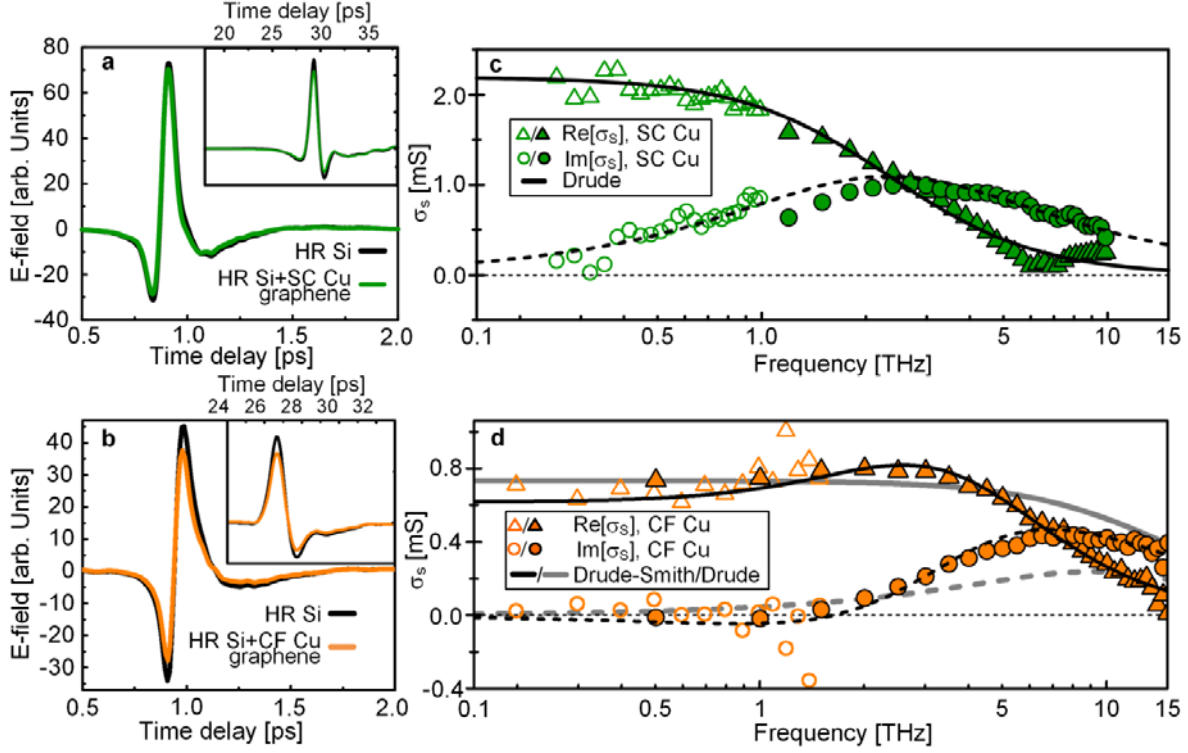 Time delay [ps]
20 25 30 35
a
80
60
40
20
0
-20
-40
E-field [arb. Units]
HR Si
HR Si+SC Cu
graphene
0.5 1.0 1.5 2.0
Time delay [ps]
c
2.0
1.0
0.0
σs [mS]
Re[σs], SC Cu
Im[σs], SC Cu
Drude
0.1 0.5 1.0 5 10 15
Frequency [THz]
Time delay [ps]
24 26 28 30 32
b
40
30
20
10
0
-10
-20
-30
E-field [arb. Units]
HR Si
HR Si+CF Cu
graphene
0.5 1.0 1.5 2.0
Time delay [ps]
d
0.8
0.4
0.0
-0.4
σs [mS]
Re[σs], CF Cu
Im[σs], CF Cu
Drude-Smith/Drude
0.1 0.5 1 5 10 15
Frequency [THz]